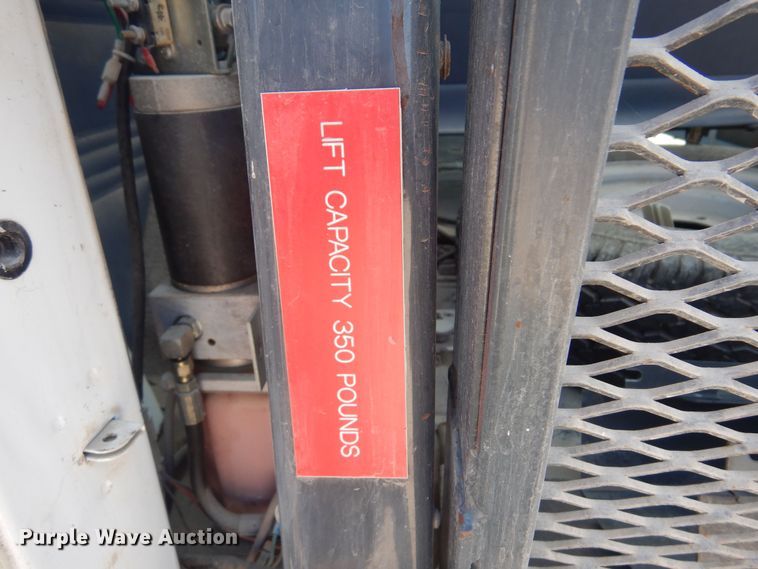 LIFT CAPACITY 350 POUNDS
Purple Wave Auction